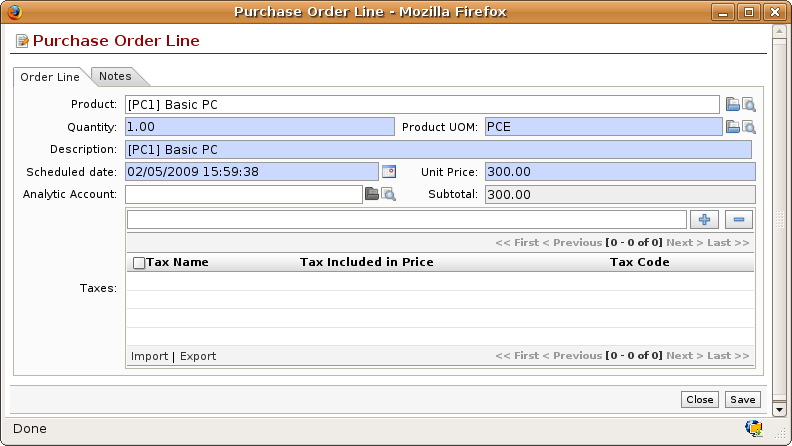 Purchase Order Line - Mozilla Firefox
Purchase Order Line
Order Line Notes
Product: [PC1] Basic PC
Quantity: 1.00 Product UOM: PCE
Description: [PC1] Basic PC
Scheduled date: 02/05/2009 15:59:38 Unit Price: 300.00
Analytic Account: Subtotal: 300.00
<< First < Previous [0 - 0 of 0] Next > Last >>
Tax Name Tax Included in Price Tax Code
Taxes:
Import | Export << First < Previous [0 - 0 of 0] Next > Last >>
Close Save
Done